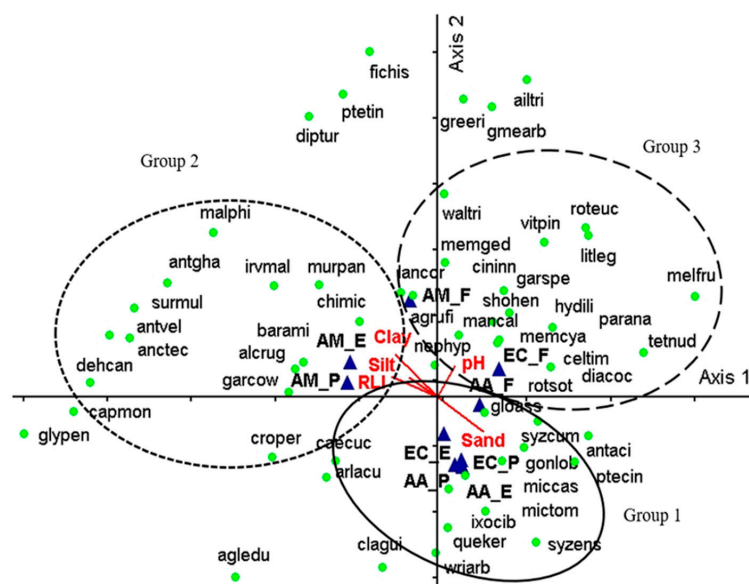 Axis 2
fichis
ptetin
ailtri
greeri
gmearb
diptur
Group 2
Group 3
waltri
roteuc
malphi
vitpin
memged
litleg
antgha
irvmal
murpan
lancor
cininn
garspe
melfru
surmul
chimic
AM_F
shohen
hydili
antvel
agrufi
mancal
parana
anctec
barami
AM_E
Clay
nephyp
memcya
tetnud
alcrug
EC_F
celtim
dehcan
Silt
pH
diacoc
garcow
AM_P
RLI
AA_F
rotsot
Axis 1
capmon
gloass
glypen
Sand
syzcum
antaci
croper
caecuc
EC_E
EC_P
gonlob
ptecin
arlacu
AA_P
AA_E
miccas
mictom
Group 1
ixocib
clagui
queker
syzens
agledu
wriarb